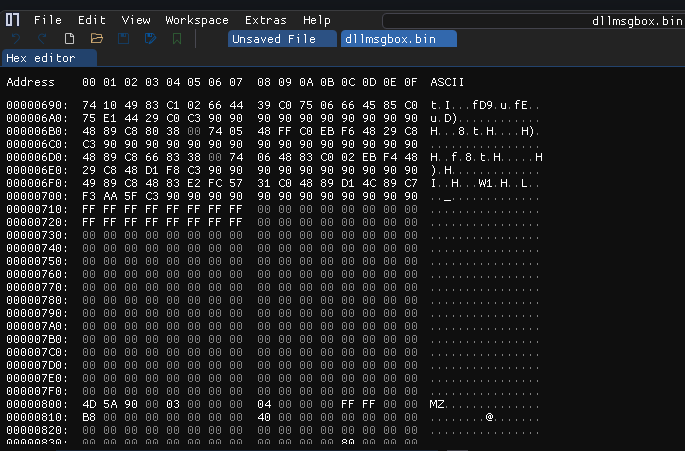 File Edit View Workspace Extras Help dllmsgbox.bin
Unsaved File dllmsgbox.bin
Hex editor
Address 00 01 02 03 04 05 06 07 08 09 0A 0B 0C 0D 0E 0F ASCII
00000690: 74 10 49 83 C1 02 66 44 39 C0 75 06 66 45 85 C0 t.I...fD9.u.fE..
000006A0: 75 E1 44 29 C0 C3 90 90 90 90 90 90 90 90 90 90 u.D)............
000006B0: 48 89 C8 80 38 00 74 05 48 FF C0 EB F6 48 29 C8 H...8.t.H....H).
000006C0: C3 90 90 90 90 90 90 90 90 90 90 90 90 90 90 90 ................
000006D0: 48 89 C8 66 83 38 00 74 06 48 83 C0 02 EB F4 48 H..f.8.t.H.....H
000006E0: 29 C8 48 D1 F8 C3 90 90 90 90 90 90 90 90 90 90 ).H.............
000006F0: 49 89 C8 48 83 E2 FC 57 31 C0 48 89 D1 4C 89 C7 I..H...W1.H..L..
00000700: F3 AA 5F C3 90 90 90 90 90 90 90 90 90 90 90 90 .._.............
00000710: FF FF FF FF FF FF FF FF 00 00 00 00 00 00 00 00 ................
00000720: FF FF FF FF FF FF FF FF 00 00 00 00 00 00 00 00 ................
00000730: 00 00 00 00 00 00 00 00 00 00 00 00 00 00 00 00 ................
00000740: 00 00 00 00 00 00 00 00 00 00 00 00 00 00 00 00 ................
00000750: 00 00 00 00 00 00 00 00 00 00 00 00 00 00 00 00 ................
00000760: 00 00 00 00 00 00 00 00 00 00 00 00 00 00 00 00 ................
00000770: 00 00 00 00 00 00 00 00 00 00 00 00 00 00 00 00 ................
00000780: 00 00 00 00 00 00 00 00 00 00 00 00 00 00 00 00 ................
00000790: 00 00 00 00 00 00 00 00 00 00 00 00 00 00 00 00 ................
000007A0: 00 00 00 00 00 00 00 00 00 00 00 00 00 00 00 00 ................
000007B0: 00 00 00 00 00 00 00 00 00 00 00 00 00 00 00 00 ................
000007C0: 00 00 00 00 00 00 00 00 00 00 00 00 00 00 00 00 ................
000007D0: 00 00 00 00 00 00 00 00 00 00 00 00 00 00 00 00 ................
000007E0: 00 00 00 00 00 00 00 00 00 00 00 00 00 00 00 00 ................
000007F0: 00 00 00 00 00 00 00 00 00 00 00 00 00 00 00 00 ................
00000800: 4D 5A 90 00 03 00 00 00 04 00 00 00 FF FF 00 00 MZ..............
00000810: B8 00 00 00 00 00 00 00 40 00 00 00 00 00 00 00 ........@.......
00000820: 00 00 00 00 00 00 00 00 00 00 00 00 00 00 00 00 ................
00000830: 00 00 00 00 00 00 00 00 00 00 00 00 80 00 00 00 ................